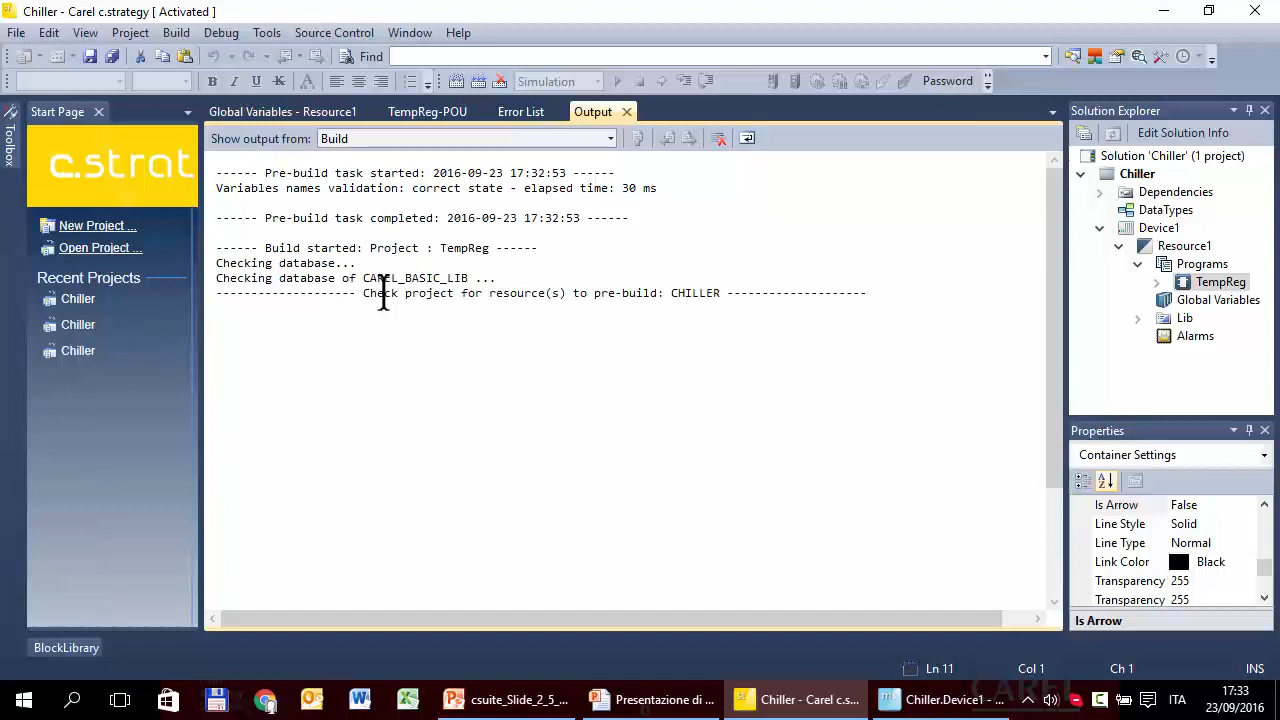 Chiller - Carel c.strategy [ Activated ]
File Edit View Project Build Debug Tools Source Control Window Help
Find
Simulation Password
Toolbox
Start Page
Global Variables - Resource1 TempReg-POU Error List Output
c.strat
New Project ...
Open Project ...
Recent Projects
Chiller
Chiller
Chiller
Show output from: Build
------ Pre-build task started: 2016-09-23 17:32:53 ------
Variables names validation: correct state - elapsed time: 30 ms
------ Pre-build task completed: 2016-09-23 17:32:53 ------
------ Build started: Project : TempReg ------
Checking database...
Checking database of CAREL_BASIC_LIB ...
-------------------- Check project for resource(s) to pre-build: CHILLER --------------------
Solution Explorer
Edit Solution Info
Solution 'Chiller' (1 project)
Chiller
Dependencies
DataTypes
Device1
Resource1
Programs
TempReg
Global Variables
Lib
Alarms
Properties
Container Settings
Is Arrow False
Line Style Solid
Line Type Normal
Link Color Black
Transparency 255
Transparency 255
Is Arrow
BlockLibrary
Ln 11 Col 1 Ch 1 INS
CAREL
csuite_Slide_2_5_... Presentazione di ... Chiller - Carel c.s... Chiller.Device1 - ... ITA
17:33
23/09/2016